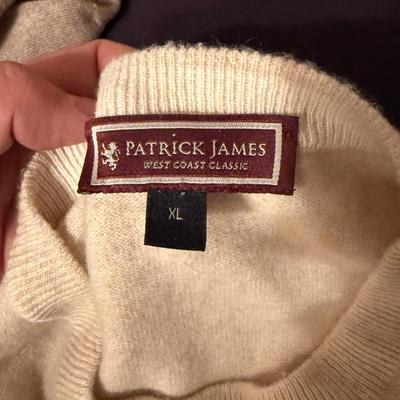 PATRICK JAMES
WEST COAST CLASSIC
XL